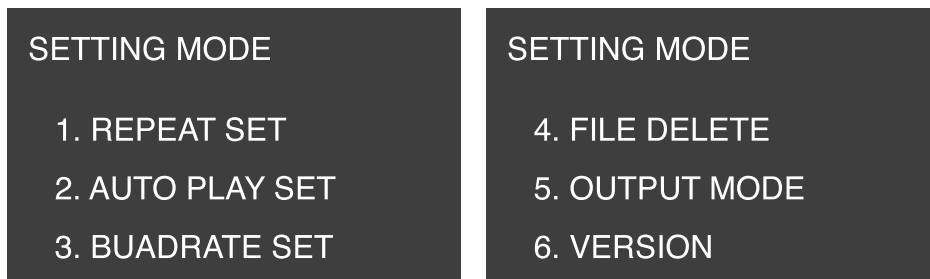 SETTING MODE
1. REPEAT SET
2. AUTO PLAY SET
3. BUADRATE SET
SETTING MODE
4. FILE DELETE
5. OUTPUT MODE
6. VERSION